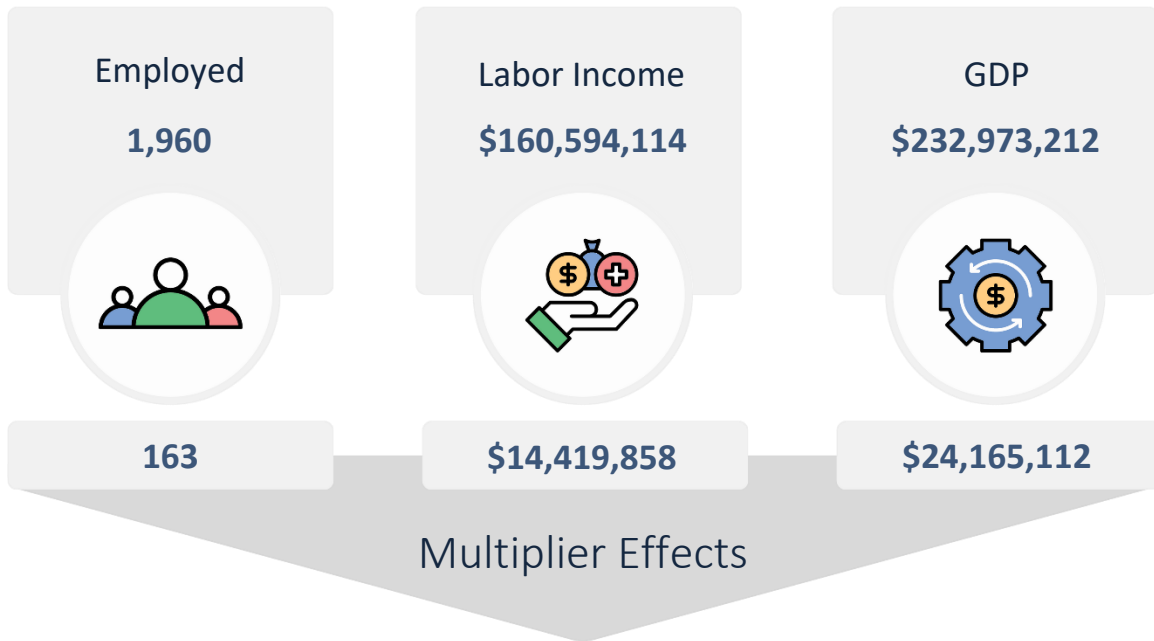 Employed
1,960
Labor Income
$160,594,114
GDP
$232,973,212
$
$
163
$14,419,858
$24,165,112
Multiplier Effects